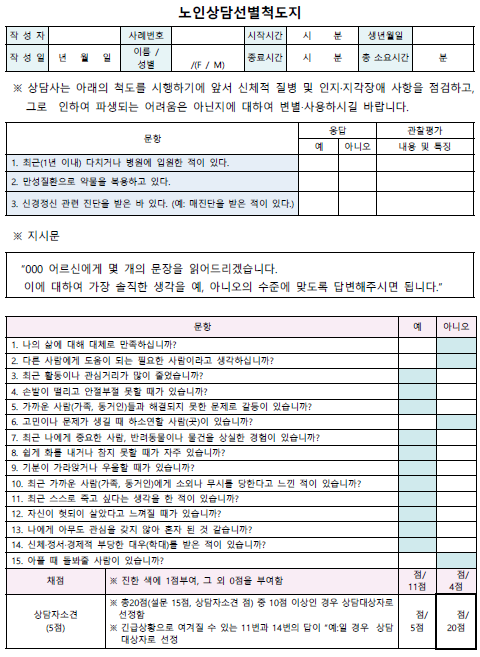 노인상담선별척도지
작 성 자 사례번호 시작시간 시 분 생년월일
작 성 일 년 월 일 이름 / 성별 /(F / M) 종료시간 시 분 총 소요시간 분
※ 상담사는 아래의 척도를 시행하기에 앞서 신체적 질병 및 인지·지각장애 사항을 점검하고,
그로 인하여 파생되는 어려움은 아닌지에 대하여 변별·사용하시길 바랍니다.
문항 응답 관찰평가
예 아니오 내용 및 특징
1. 최근(1년 이내) 다치거나 병원에 입원한 적이 있다.
2. 만성질환으로 약물을 복용하고 있다.
3. 신경정신 관련 진단을 받은 바 있다. (예: 매진단을 받은 적이 있다.)
※ 지시문
“000 어르신에게 몇 개의 문장을 읽어드리겠습니다.
이에 대하여 가장 솔직한 생각을 예, 아니오의 수준에 맞도록 답변해주시면 됩니다.”
문항 예 아니오
1. 나의 삶에 대해 대체로 만족하십니까?
2. 다른 사람에게 도움이 되는 필요한 사람이라고 생각하십니까?
3. 최근 활동이나 관심거리가 많이 줄었습니까?
4. 손발이 떨리고 안절부절 못할 때가 있습니까?
5. 가까운 사람(가족, 동거인)들과 해결되지 못한 문제로 갈등이 있습니까?
6. 고민이나 문제가 생길 때 하소연할 사람(곳)이 있습니까?
7. 최근 나에게 중요한 사람, 반려동물이나 물건을 상실한 경험이 있습니까?
8. 쉽게 화를 내거나 참지 못할 때가 자주 있습니까?
9. 기분이 가라앉거나 우울할 때가 있습니까?
10. 최근 가까운 사람(가족, 동거인)에게 소외나 무시를 당한다고 느낀 적이 있습니까?
11. 최근 스스로 죽고 싶다는 생각을 한 적이 있습니까?
12. 자신이 헛되이 살았다고 느껴질 때가 있습니까?
13. 나에게 아무도 관심을 갖지 않아 혼자 된 것 같습니까?
14. 신체·정서·경제적 부당한 대우(학대)를 받은 적이 있습니까?
15. 아플 때 돌봐줄 사람이 있습니까?
채점 ※ 진한 색에 1점부여, 그 외 0점을 부여함 점/ 11점 점/ 4점
상담자소견 (5점) ※ 총20점(설문 15점, 상담자소견 점) 중 10점 이상인 경우 상담대상자로
선정함
※ 긴급상황으로 여겨질 수 있는 11번과 14번의 답이 “예:일 경우 상담
대상자로 선정
점/ 5점 점/ 20점